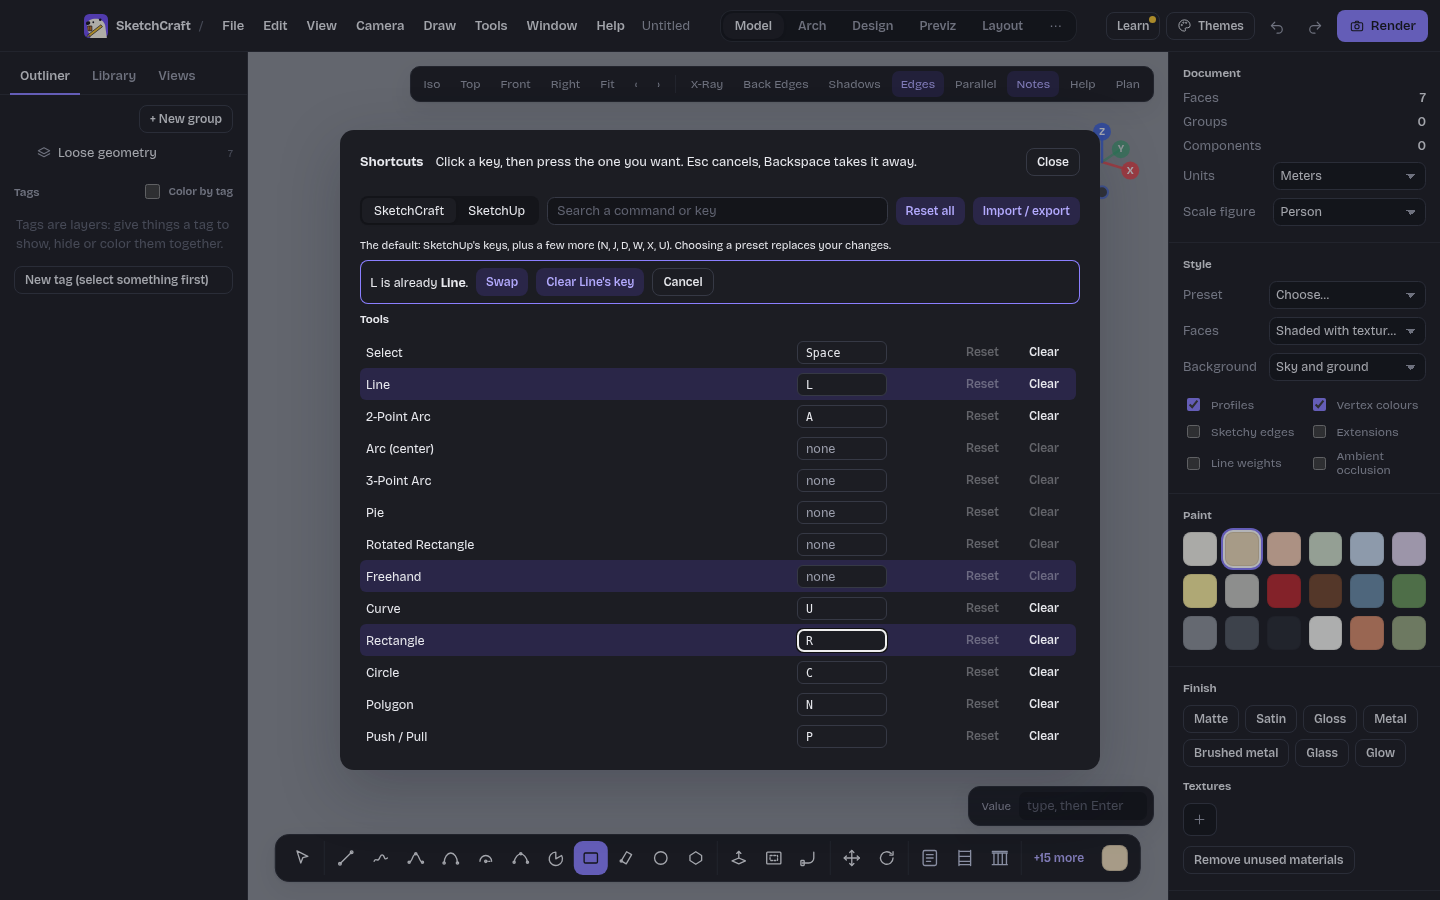 SketchCraft /
File Edit View Camera Draw Tools Window Help
Untitled
Model Arch Design Previz Layout ···
Learn
Themes
Render
Outliner Library Views
+ New group
Loose geometry 7
Tags
Color by tag
Tags are layers: give things a tag to
show, hide or color them together.
New tag (select something first)
Iso Top Front Right Fit ‹ › X-Ray Back Edges Shadows Edges Parallel Notes Help Plan
Z
Y
X
Shortcuts Click a key, then press the one you want. Esc cancels, Backspace takes it away.
Close
SketchCraft SketchUp
Search a command or key
Reset all
Import / export
The default: SketchUp's keys, plus a few more (N, J, D, W, X, U). Choosing a preset replaces your changes.
L is already Line. Swap Clear Line's key Cancel
Tools
Select Space Reset Clear
Line L Reset Clear
2-Point Arc A Reset Clear
Arc (center) none Reset Clear
3-Point Arc none Reset Clear
Pie none Reset Clear
Rotated Rectangle none Reset Clear
Freehand none Reset Clear
Curve U Reset Clear
Rectangle R Reset Clear
Circle C Reset Clear
Polygon N Reset Clear
Push / Pull P Reset Clear
Value type, then Enter
+15 more
Document
Faces 7
Groups 0
Components 0
Units Meters
Scale figure Person
Style
Preset Choose...
Faces Shaded with textur...
Background Sky and ground
Profiles Vertex colours
Sketchy edges Extensions
Line weights Ambient
occlusion
Paint
Finish
Matte Satin Gloss Metal
Brushed metal Glass Glow
Textures
+
Remove unused materials